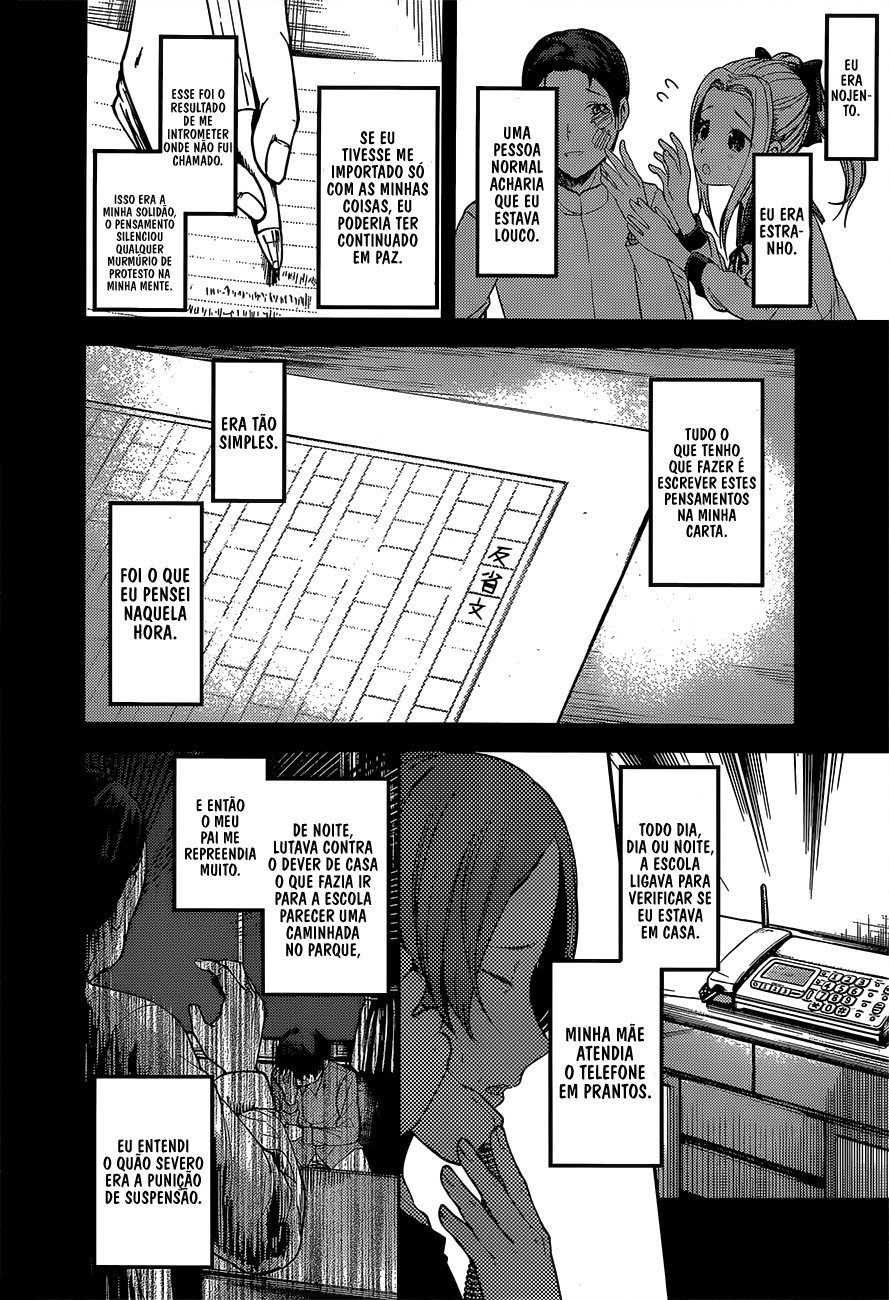 EU
ERA
NOJEN-
TO.
EU ERA
ESTRA-
NHO.
UMA
PESSOA
NORMAL
ACHARIA
QUE EU
ESTAVA
LOUCO.
SE EU
TIVESSE ME
IMPORTADO SÓ
COM AS MINHAS
COISAS, EU
PODERIA TER
CONTINUADO
EM PAZ.
ESSE FOI O
RESULTADO
DE ME
INTROMETER
ONDE NÃO FUI
CHAMADO.
ISSO ERA A
MINHA SOLIDÃO,
O PENSAMENTO
SILENCIOU
QUALQUER
MURMÚRIO DE
PROTESTO NA
MINHA MENTE.
TUDO O
QUE TENHO
QUE FAZER É
ESCREVER ESTES
PENSAMENTOS
NA MINHA
CARTA.
反省文
ERA TÃO
SIMPLES.
FOI O QUE
EU PENSEI
NAQUELA
HORA.
TODO DIA,
DIA OU NOITE,
A ESCOLA
LIGAVA PARA
VERIFICAR SE
EU ESTAVA
EM CASA.
MINHA MÃE
ATENDIA
O TELEFONE
EM PRANTOS.
DE NOITE,
LUTAVA CONTRA
O DEVER DE CASA
O QUE FAZIA IR
PARA A ESCOLA
PARECER UMA
CAMINHADA
NO PARQUE,
E ENTÃO
O MEU
PAI ME
REPREENDIA
MUITO.
EU ENTENDI
O QUÃO SEVERO
ERA A PUNIÇÃO
DE SUSPENSÃO.